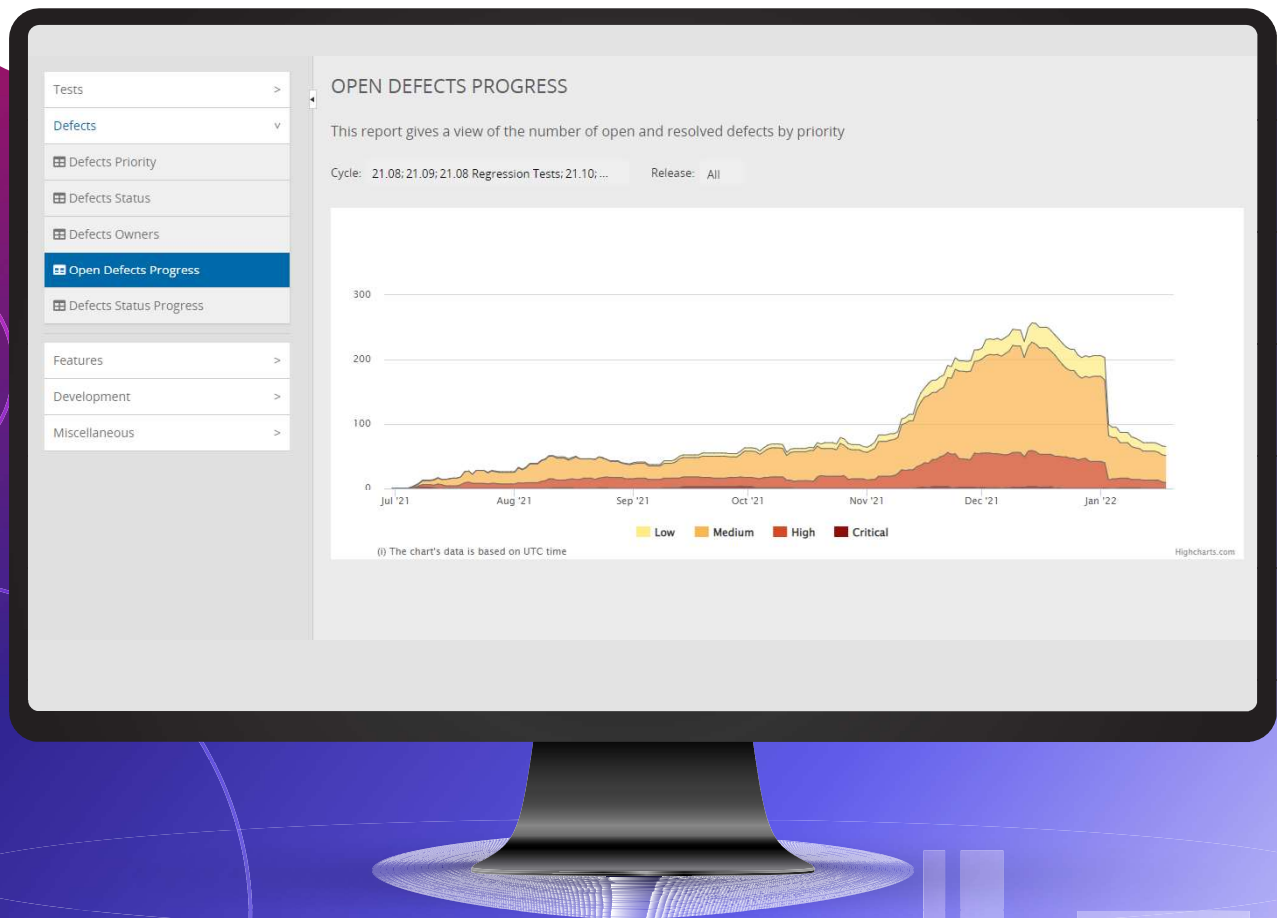 Tests >
Defects v
Defects Priority
Defects Status
Defects Owners
Open Defects Progress
Defects Status Progress
Features >
Development >
Miscellaneous >
OPEN DEFECTS PROGRESS
This report gives a view of the number of open and resolved defects by priority
Cycle: 21.08; 21.09; 21.08 Regression Tests; 21.10; ... Release: All
300
200
100
0
Jul '21 Aug '21 Sep '21 Oct '21 Nov '21 Dec '21 Jan '22
Low Medium High Critical
(i) The chart's data is based on UTC time
Highcharts.com